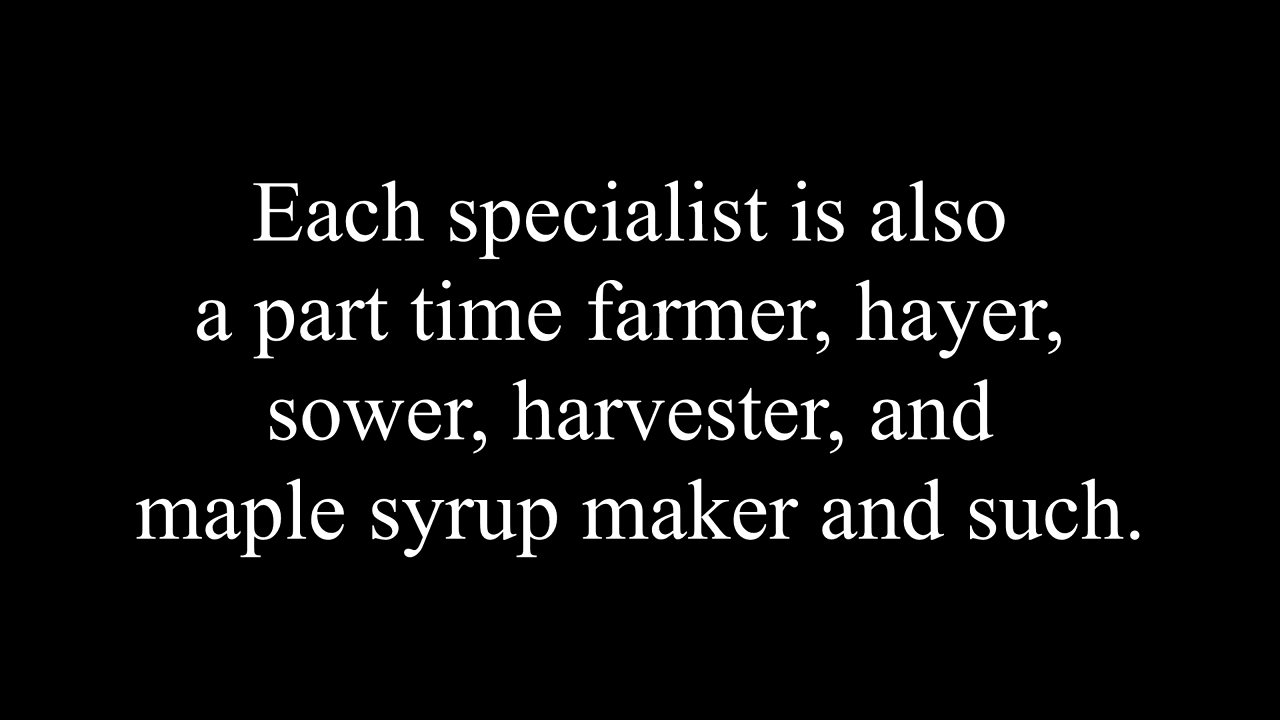 Each specialist is also
a part time farmer, hayer,
sower, harvester, and
maple syrup maker and such.